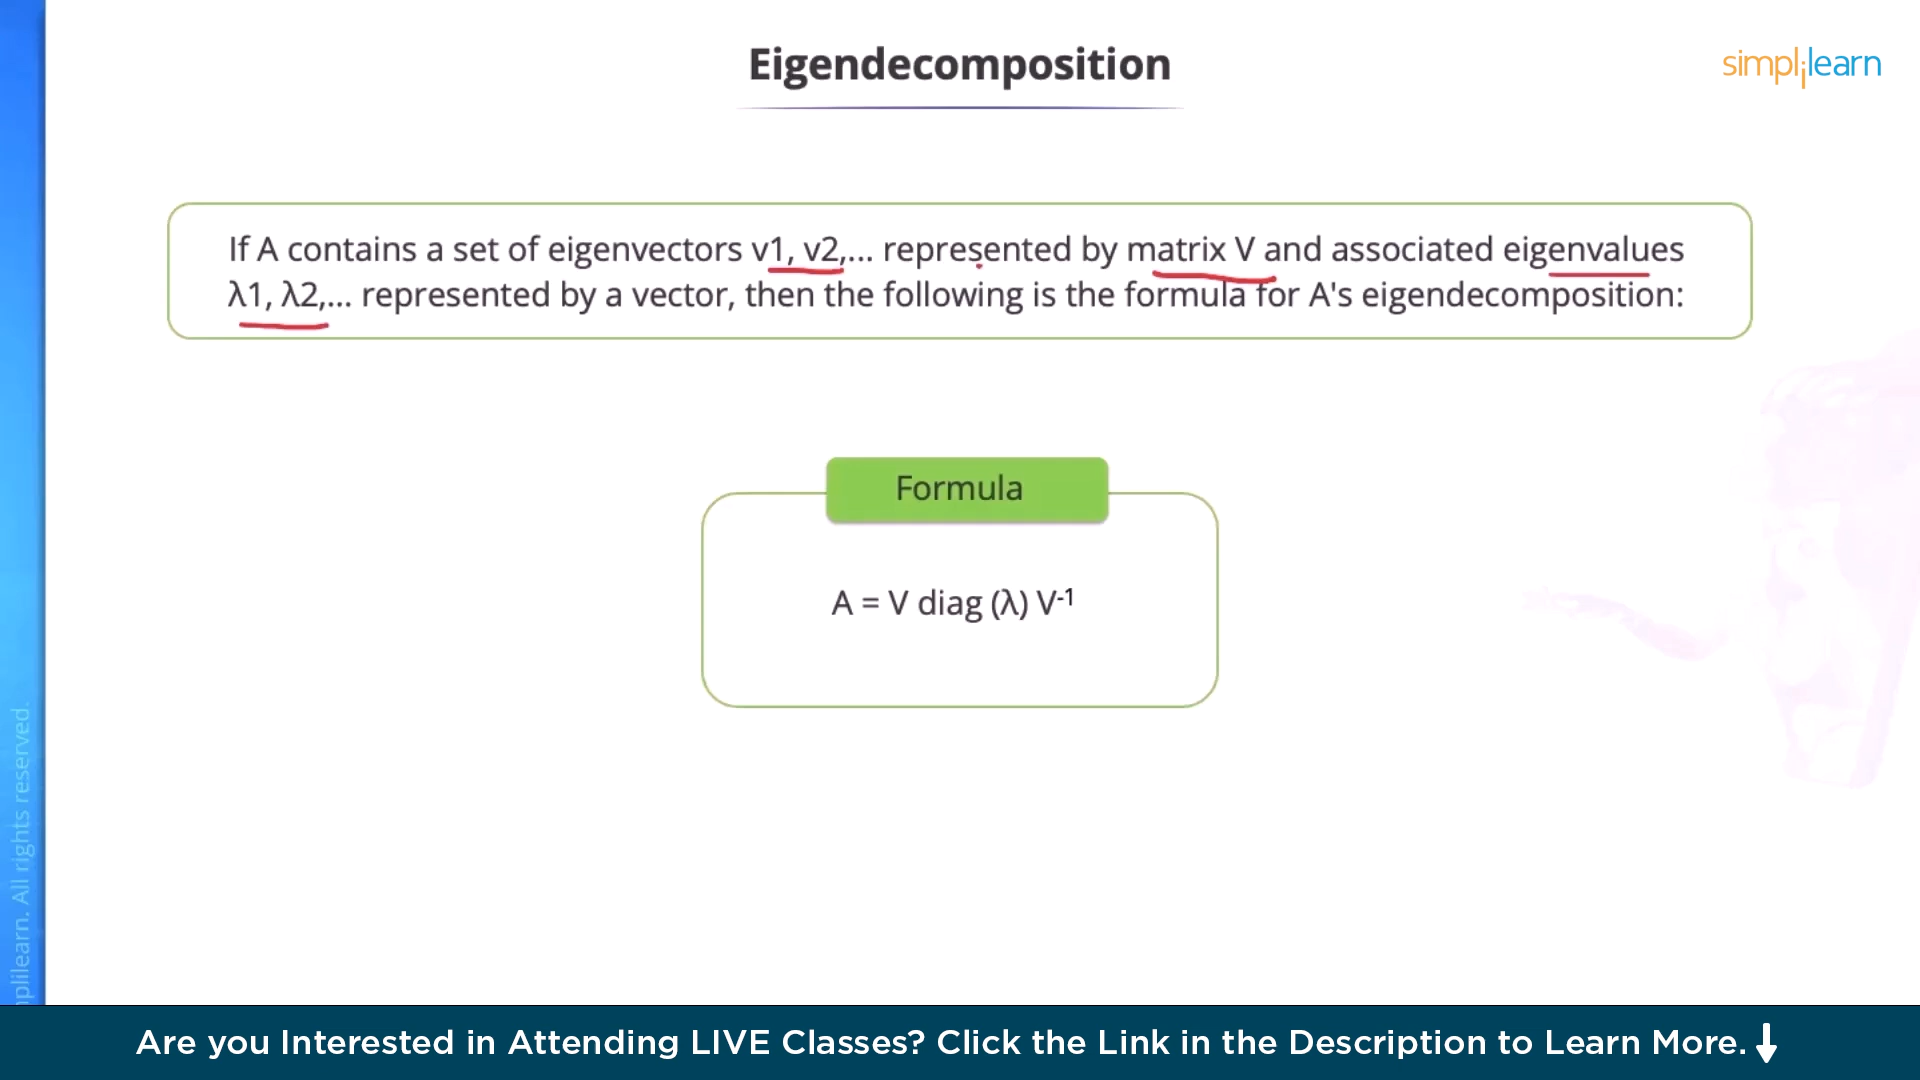 Eigendecomposition
simplilearn
If A contains a set of eigenvectors v1, v2,... represented by matrix V and associated eigenvalues
λ1, λ2,... represented by a vector, then the following is the formula for A's eigendecomposition:
Formula
A = V diag (λ) V⁻¹
plilearn. All rights reserved.
Are you Interested in Attending LIVE Classes? Click the Link in the Description to Learn More.